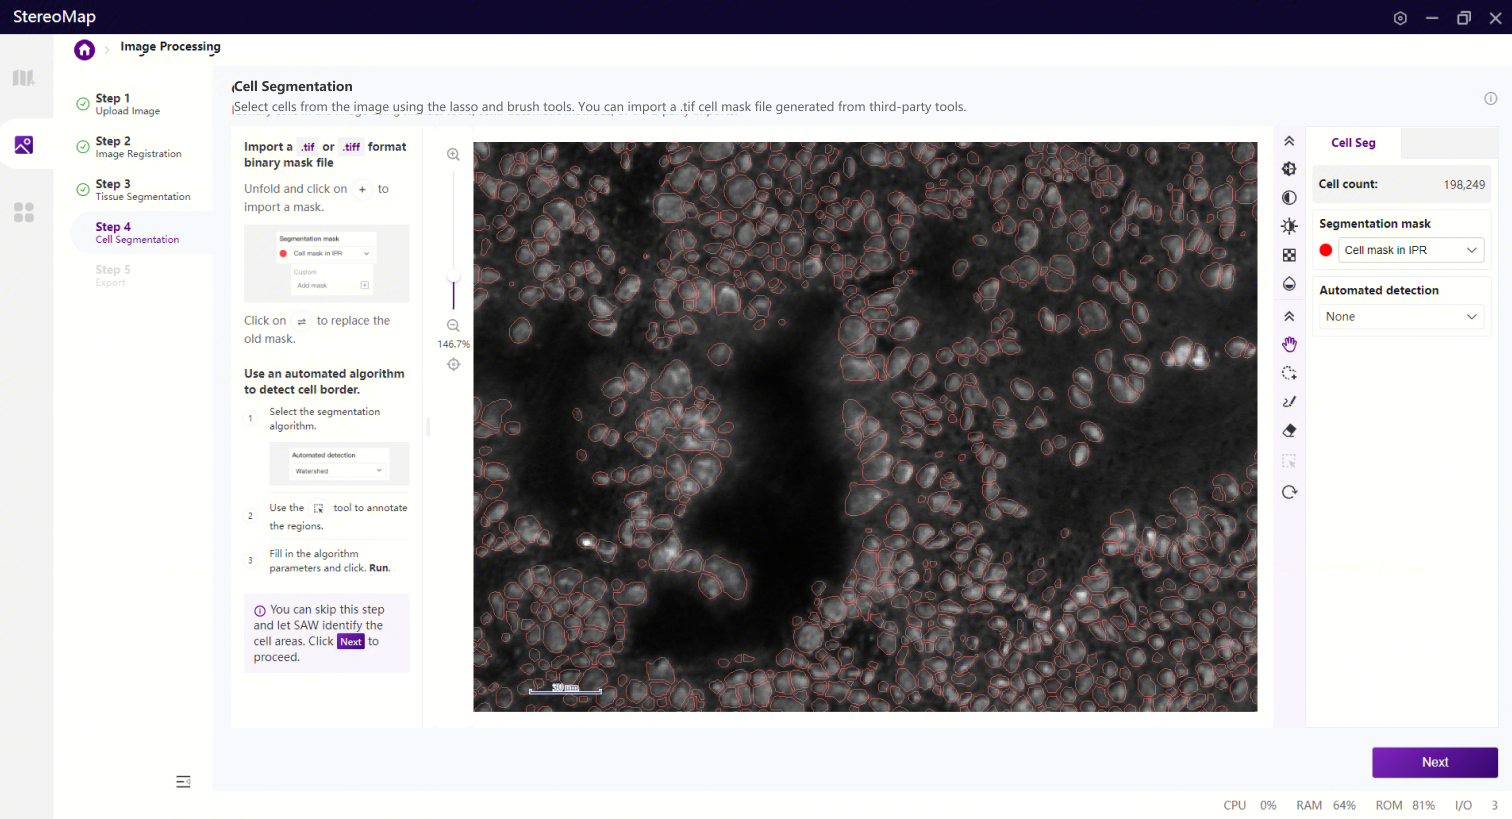 StereoMap
Image Processing
Step 1
Upload Image
Step 2
Image Registration
Step 3
Tissue Segmentation
Step 4
Cell Segmentation
Step 5
Export
Cell Segmentation
Select cells from the image using the lasso and brush tools. You can import a .tif cell mask file generated from third-party tools.
Import a .tif or .tiff format
binary mask file
Unfold and click on + to
import a mask.
Segmentation mask
Cell mask in IPR
Custom
Add mask
Click on ⇌ to replace the
old mask.
Use an automated algorithm
to detect cell border.
1
Select the segmentation
algorithm.
Automated detection
Watershed
2
Use the tool to annotate
the regions.
3
Fill in the algorithm
parameters and click. Run.
You can skip this step
and let SAW identify the
cell areas. Click Next to
proceed.
146.7%
Cell Seg
Cell count: 198,249
Segmentation mask
Cell mask in IPR
Automated detection
None
Next
CPU 0% RAM 64% ROM 81% I/O 3